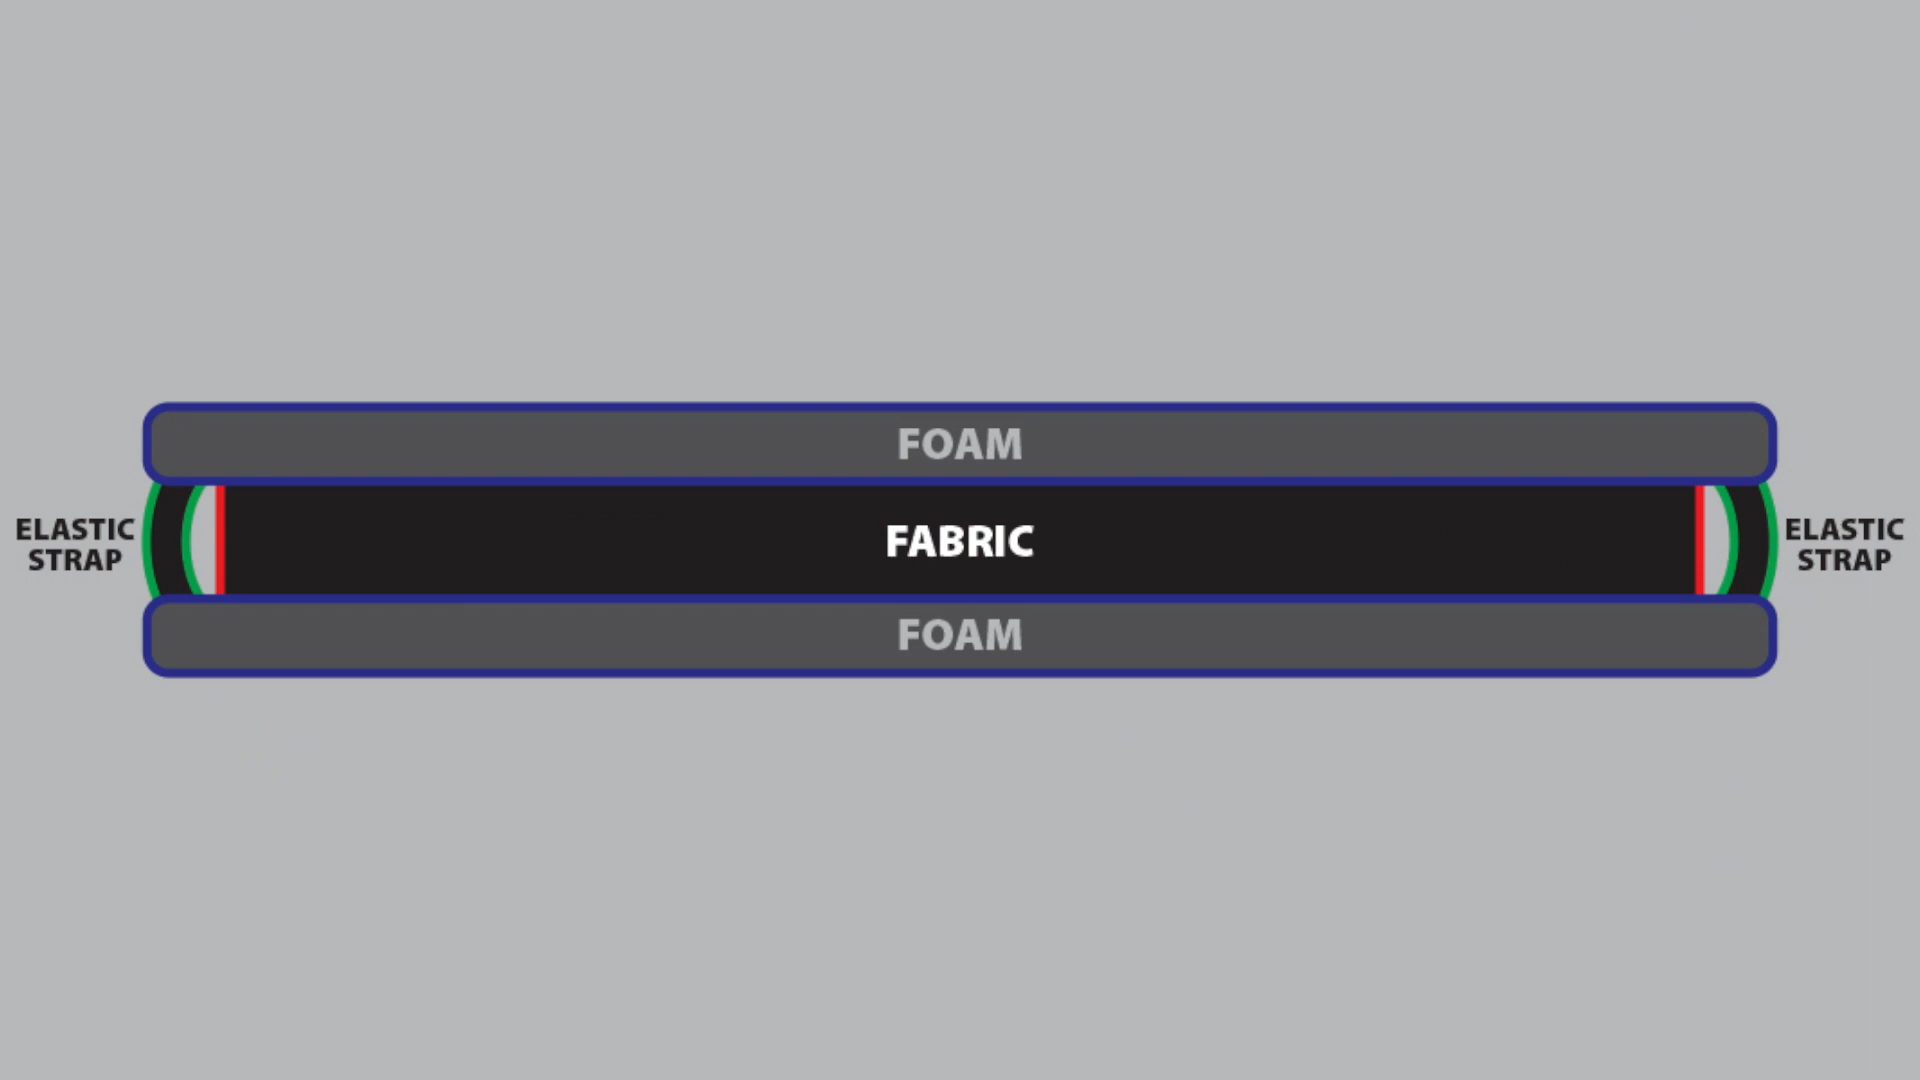 FOAM
ELASTIC
STRAP
FABRIC
ELASTIC
STRAP
FOAM